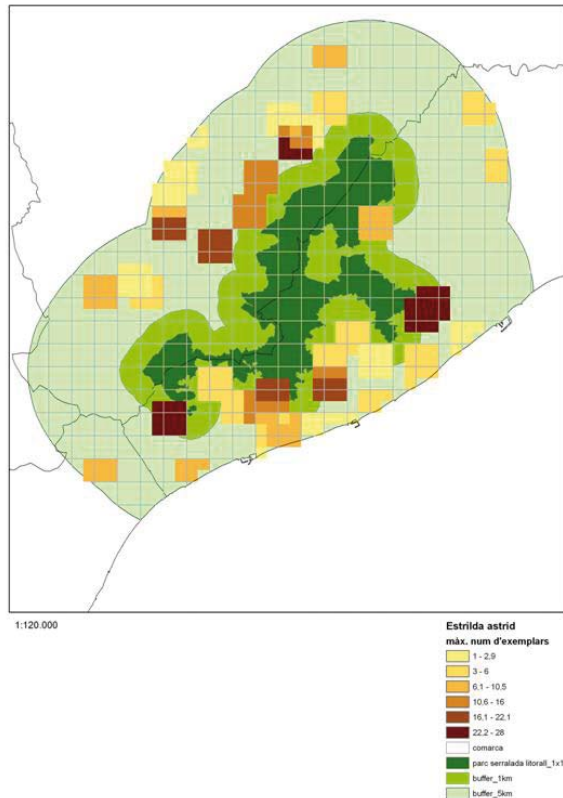 1:120.000
Estrilda astrid
màx. num d'exemplars
1 - 2,9
3 - 6
6,1 - 10,5
10,6 - 16
16,1 - 22,1
22,2 - 28
comarca
parc serralada litorall_1x1
buffer_1km
buffer_5km